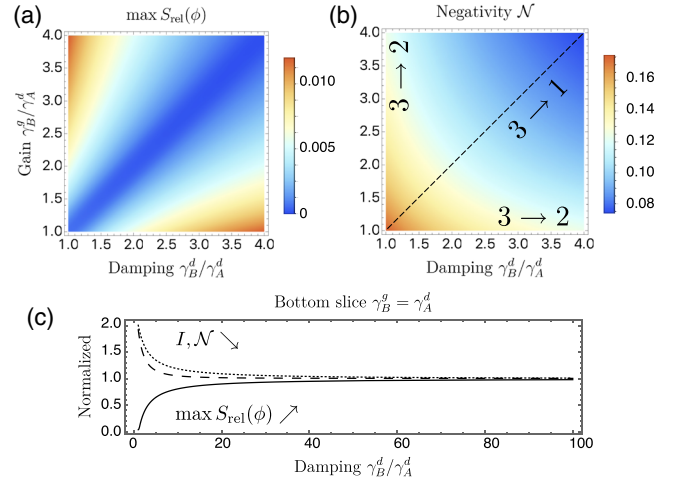 (a) max S_rel(ϕ)
4.0
3.5
3.0
2.5
2.0
1.5
1.0
Gain γ_B^g/γ_A^d
1.0 1.5 2.0 2.5 3.0 3.5 4.0
Damping γ_B^d/γ_A^d
0.010
0.005
0
(b) Negativity 𝒩
4.0
3.5
3.0
2.5
2.0
1.5
1.0
3 → 2
3 → 1
3 → 2
1.0 1.5 2.0 2.5 3.0 3.5 4.0
Damping γ_B^d/γ_A^d
0.16
0.14
0.12
0.10
0.08
(c) Bottom slice γ_B^g = γ_A^d
Normalized
2.0
1.5
1.0
0.5
0.0
I, 𝒩 ↘
max S_rel(ϕ) ↗
0 20 40 60 80 100
Damping γ_B^d/γ_A^d